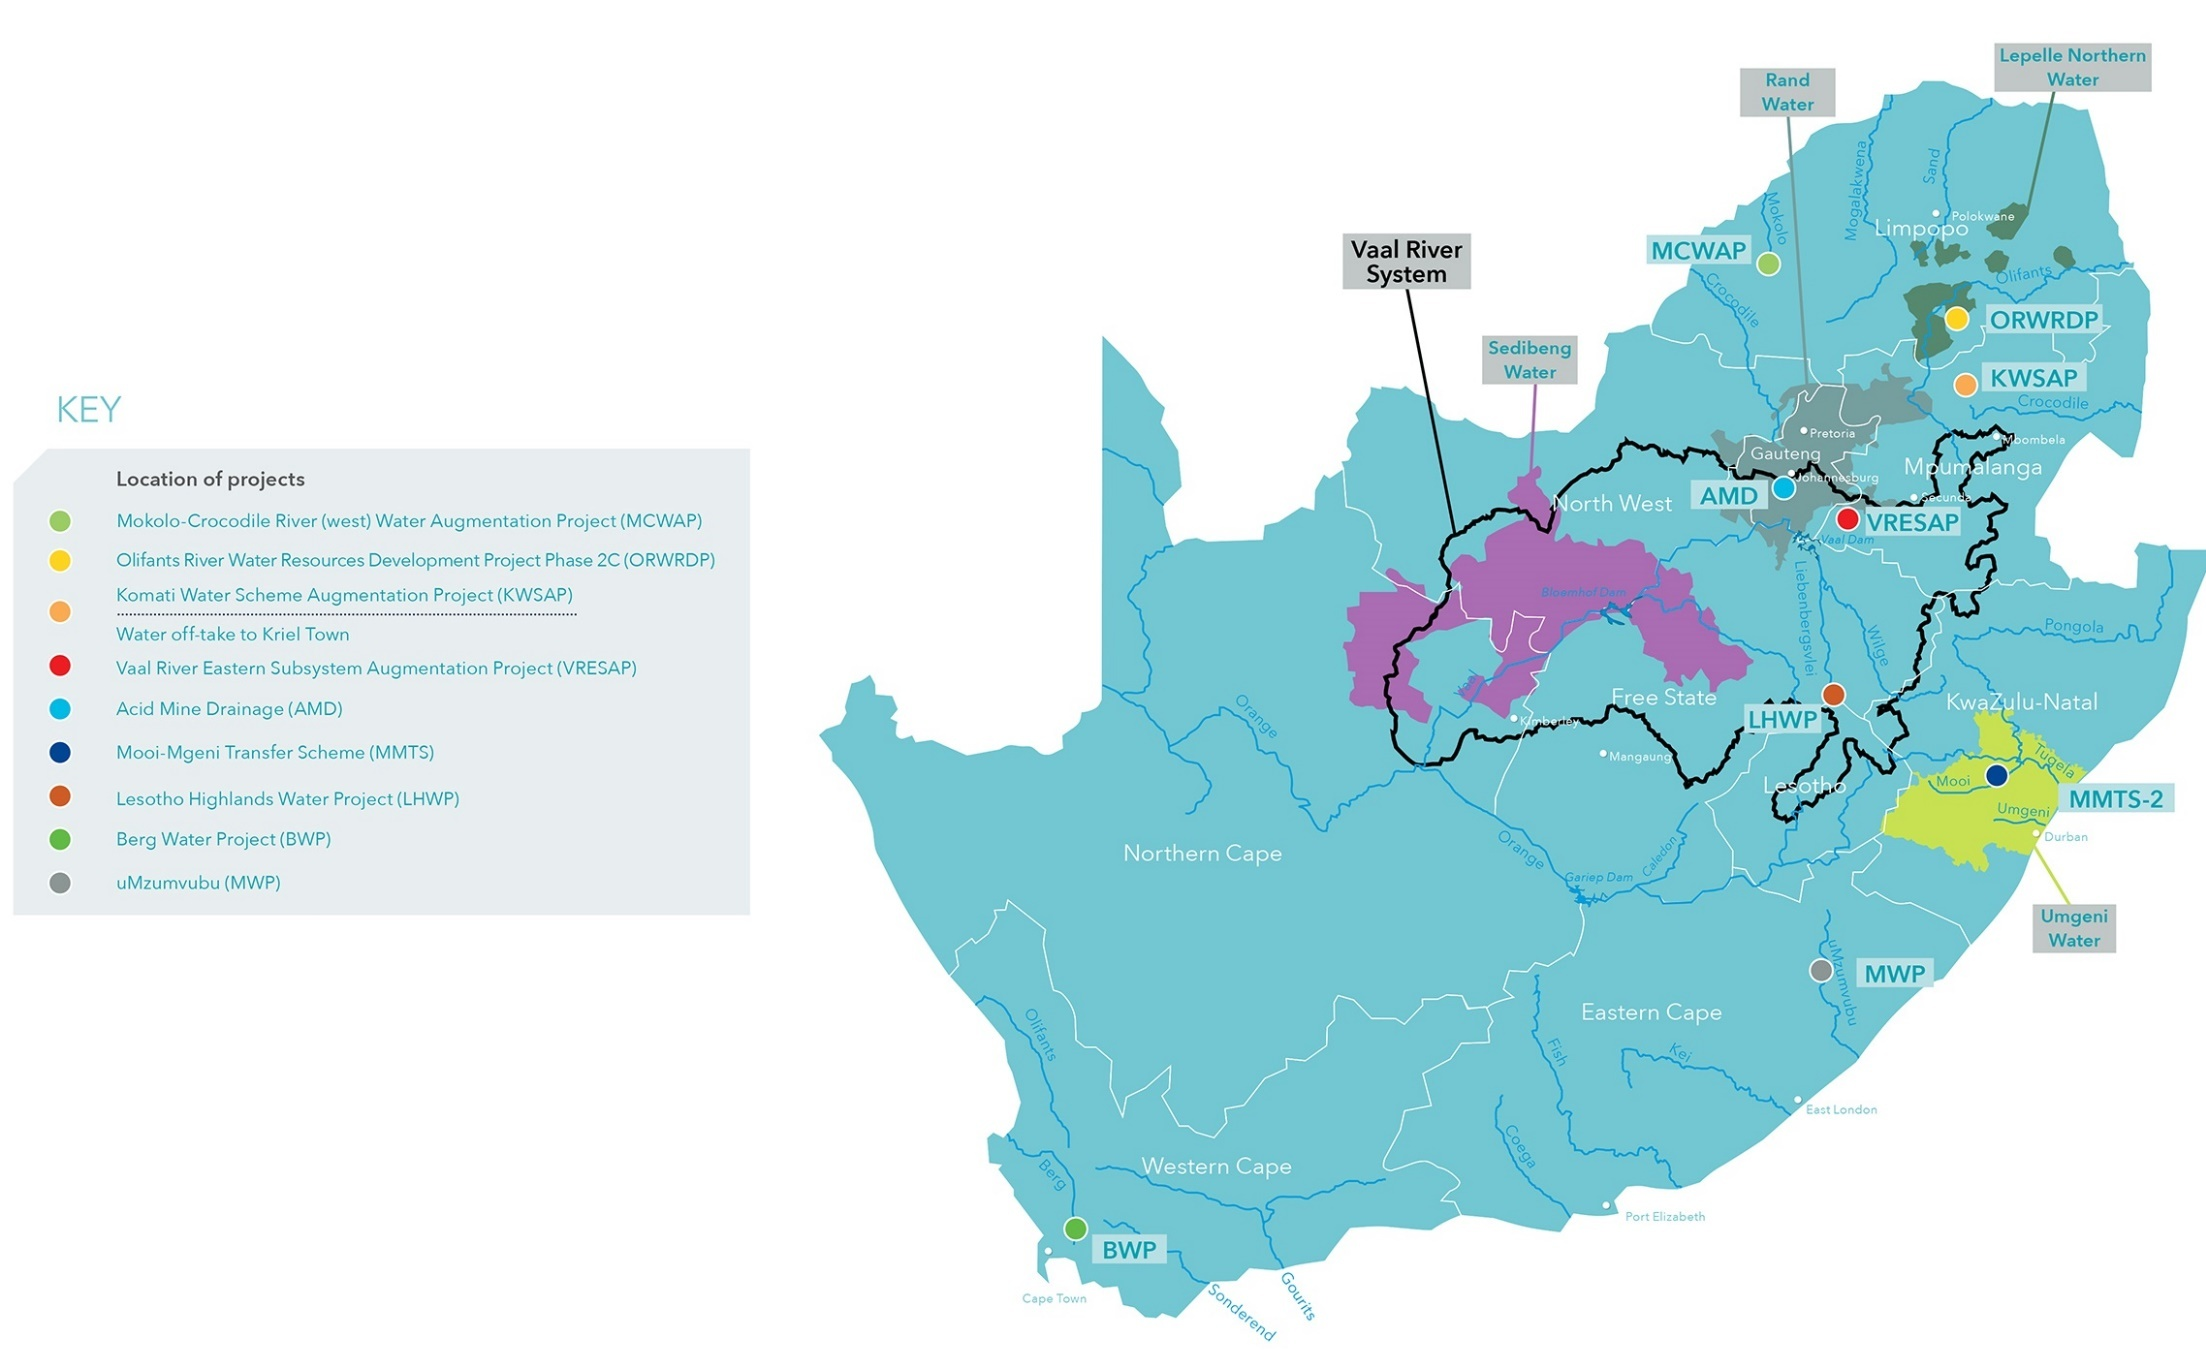 KEY
Location of projects
Mokolo-Crocodile River (west) Water Augmentation Project (MCWAP)
Olifants River Water Resources Development Project Phase 2C (ORWRDP)
Komati Water Scheme Augmentation Project (KWSAP)
Water off-take to Kriel Town
Vaal River Eastern Subsystem Augmentation Project (VRESAP)
Acid Mine Drainage (AMD)
Mooi-Mgeni Transfer Scheme (MMTS)
Lesotho Highlands Water Project (LHWP)
Berg Water Project (BWP)
uMzumvubu (MWP)
Lepelle Northern
Water
Rand
Water
Vaal River
System
Sedibeng
Water
Mogalakwena
Sand
Mokolo
Polokwane
Limpopo
MCWAP
Crocodile
Olifants
ORWRDP
KWSAP
Crocodile
Pretoria
Gauteng
Mbombela
Mpumalanga
Johannesburg
AMD
Secunda
North West
VRESAP
Vaal Dam
Bloemhof Dam
Liebenbergsvlei
Wilge
Pongola
Vaal
Free State
KwaZulu-Natal
Kimberley
LHWP
Orange
Mangaung
Tugela
Lesotho
Mooi
MMTS-2
Umgeni
Durban
Northern Cape
Orange
Caledon
Gariep Dam
Umgeni
Water
uMzumvubu
MWP
Eastern Cape
Olifants
Fish
Kei
East London
Coega
Western Cape
Berg
Port Elizabeth
BWP
Cape Town
Sonderend
Gourits